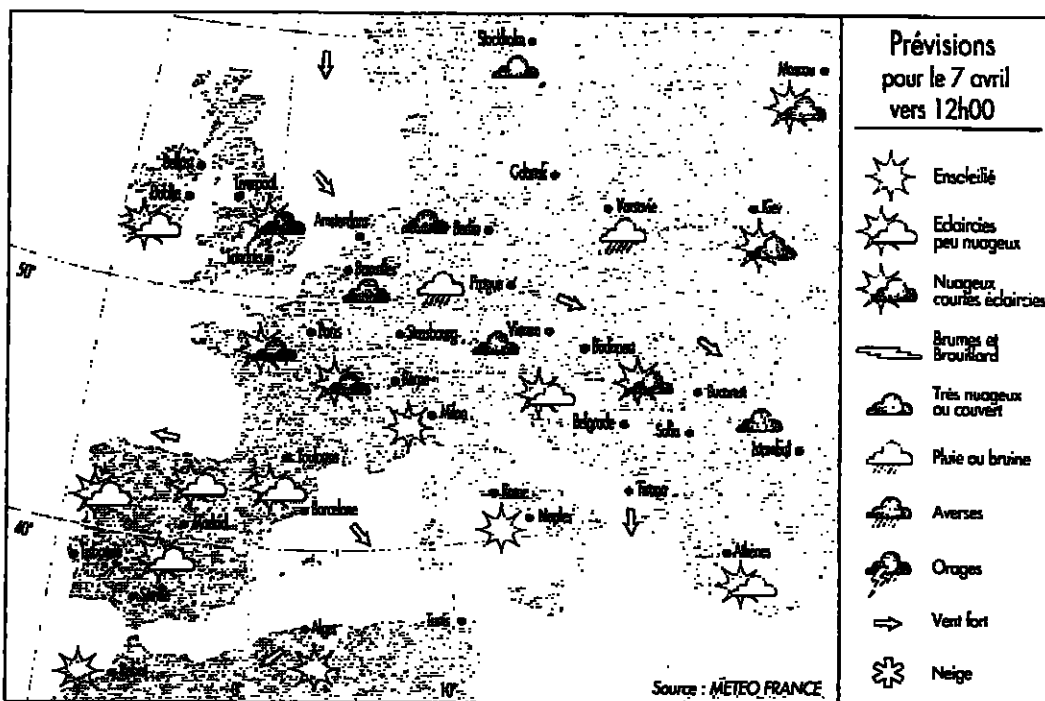 Stockholm
Moscou
Belfast
Dublin
Liverpool
Londres
Amsterdam
Gdansk
Varsovie
Kiev
Berlin
Bruxelles
Prague
50°
Paris
Strasbourg
Vienne
Budapest
Bucarest
Milan
Belgrade
Sofia
Istanbul
Toulouse
Barcelone
Madrid
Rome
Naples
Tirana
40°
Lisbonne
Athènes
Alger
Tunis
0°
10°
Source : METEO FRANCE
Prévisions
pour le 7 avril
vers 12h00
Ensoleillé
Eclaircies
peu nuageux
Nuageux
courtes éclaircies
Brumes et
Brouillard
Très nuageux
ou couvert
Pluie ou bruine
Averses
Orages
Vent fort
Neige